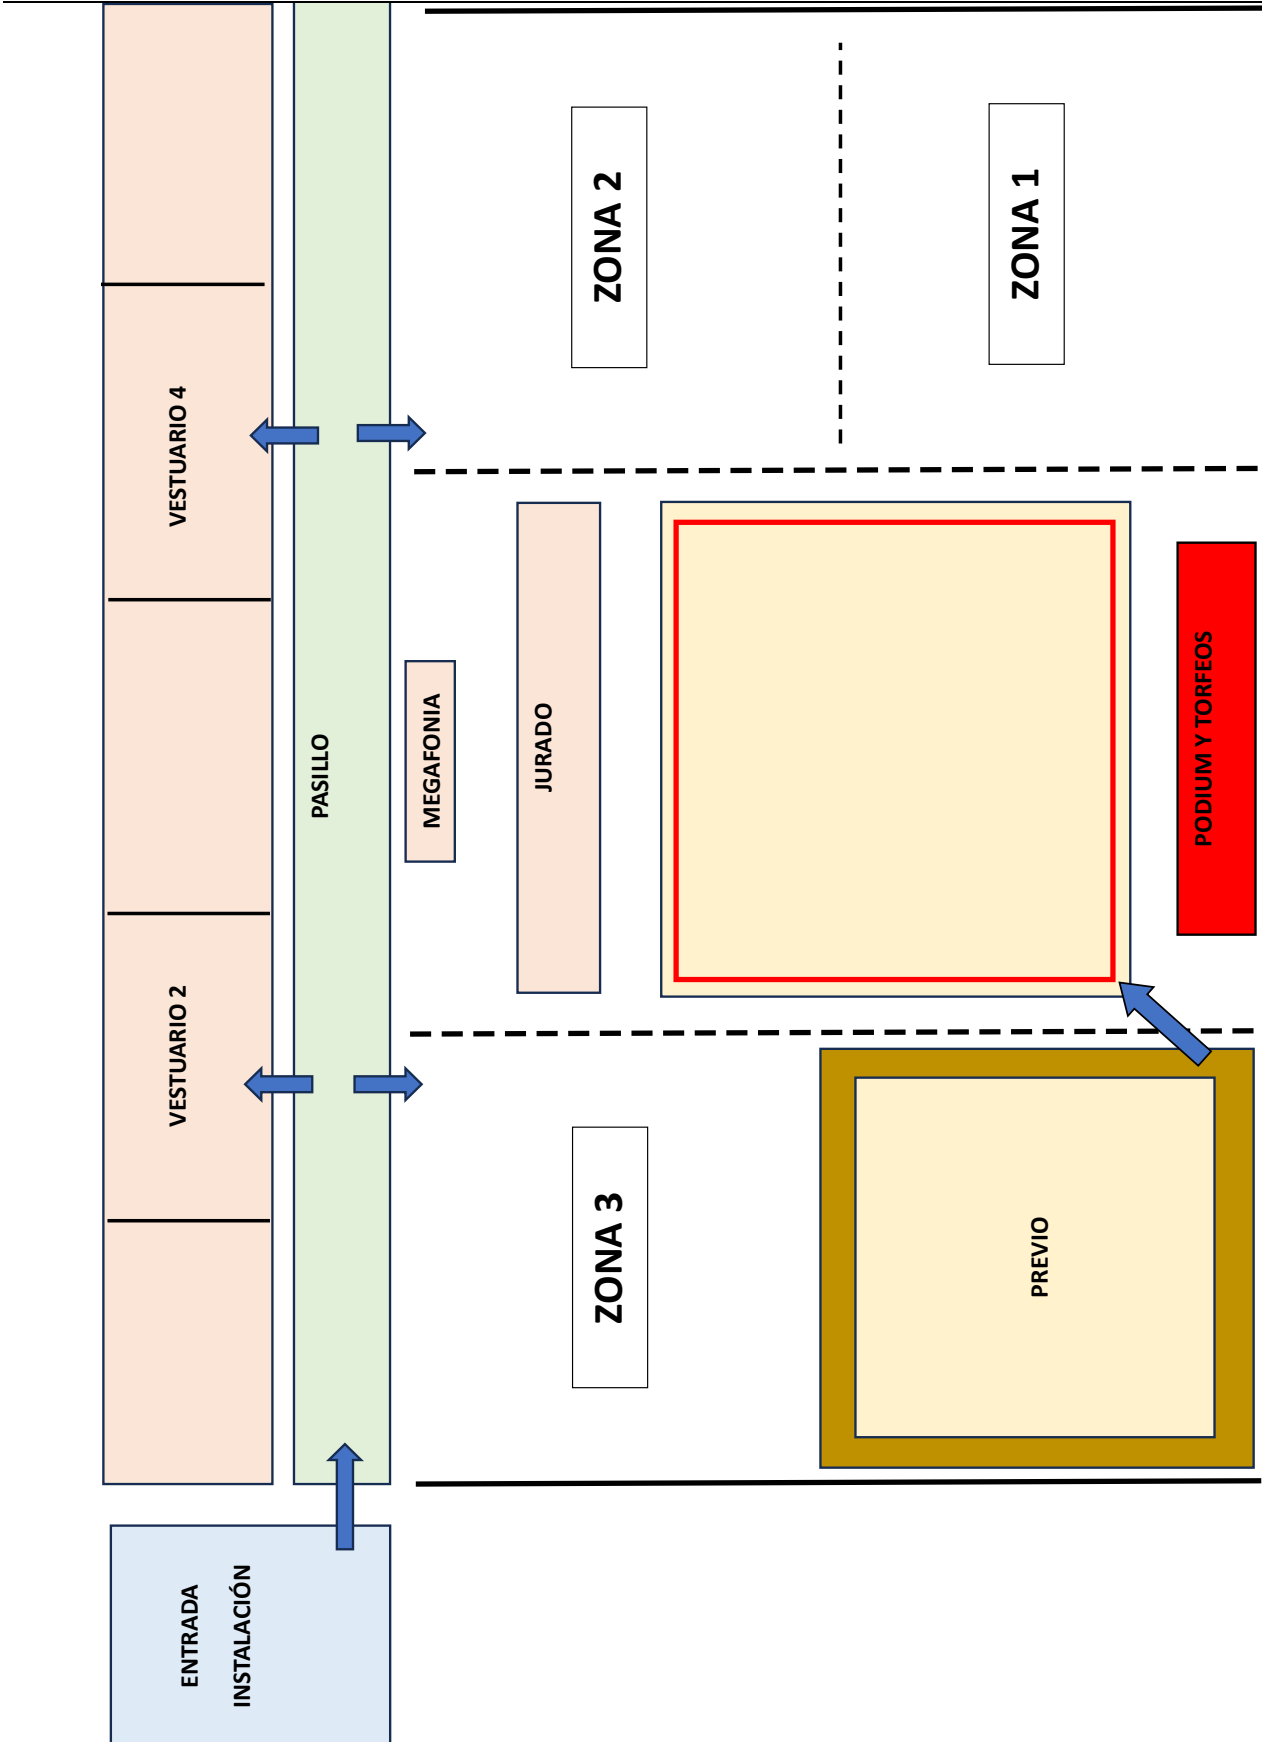 ENTRADA
INSTALACIÓN
VESTUARIO 2
VESTUARIO 4
PASILLO
MEGAFONIA
JURADO
ZONA 3
ZONA 2
PREVIO
ZONA 1
PODIUM Y TORFEOS